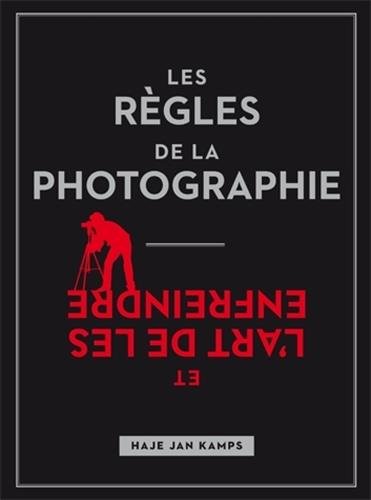 LES
RÈGLES
DE LA
PHOTOGRAPHIE
ET
L'ART DE LES
ENFREINDRE
HAJE JAN KAMPS